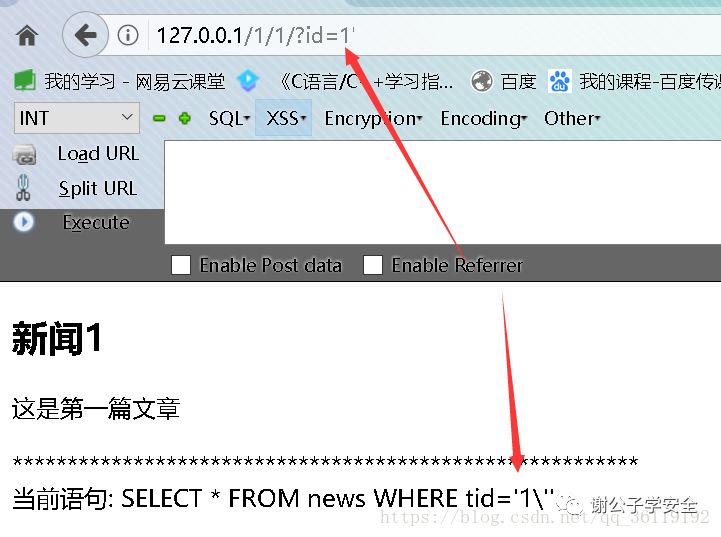 127.0.0.1/1/1/?id=1'
我的学习 - 网易云课堂 《C语言/C++学习指... 百度 我的课程-百度传课
INT SQL XSS Encryption Encoding Other
Load URL
Split URL
Execute
Enable Post data Enable Referrer
新闻1
这是第一篇文章
**********************************************************
当前语句: SELECT * FROM news WHERE tid='1\''
谢公子学安全
https://blog.csdn.net/qq_36119192